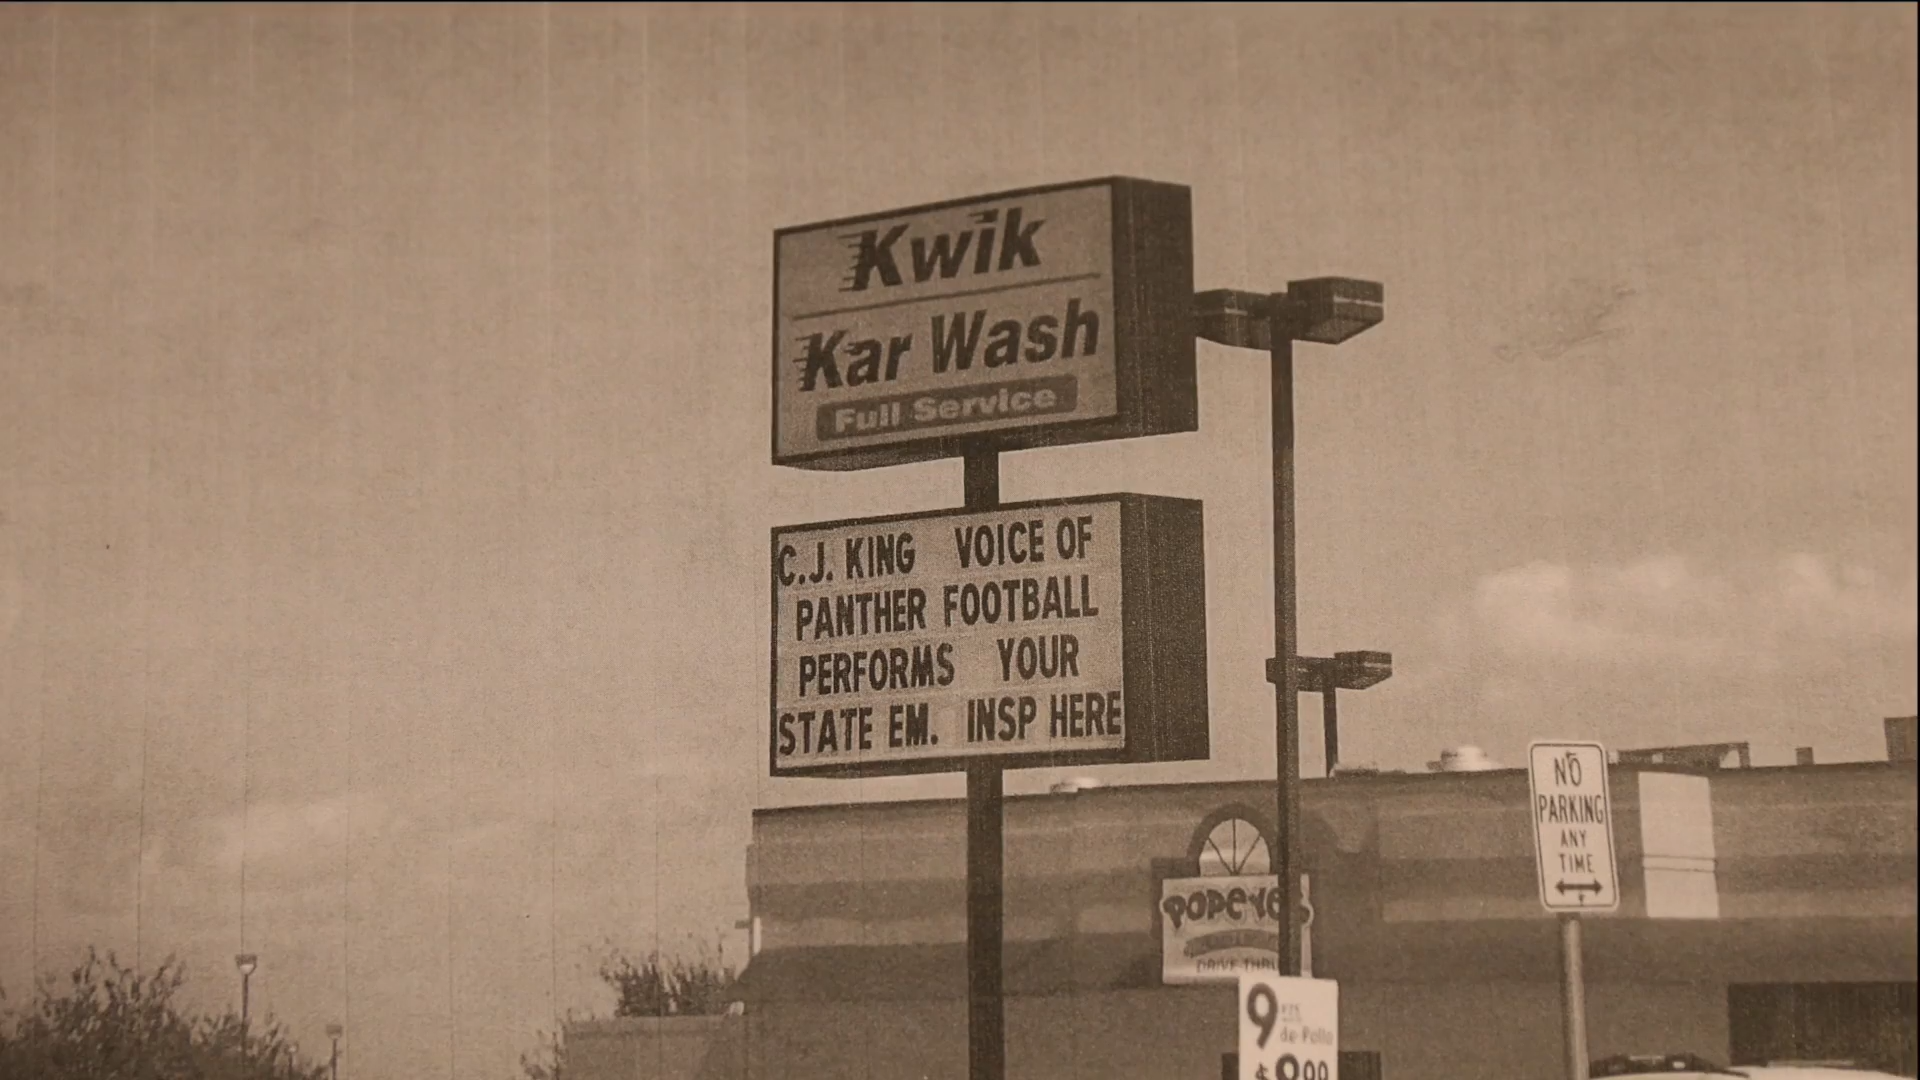 Kwik
Kar Wash
Full Service
C.J. KING VOICE OF
PANTHER FOOTBALL
PERFORMS YOUR
STATE EM. INSP HERE
NO
PARKING
ANY
TIME
POPEYES
DRIVE-THRU
9
de-Pollo
$